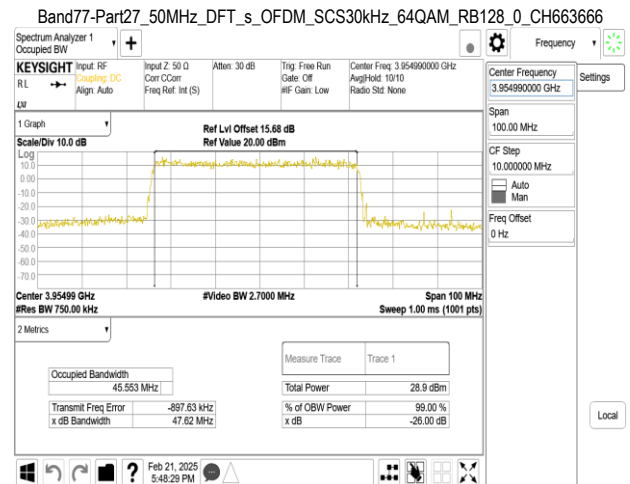 Band77-Part27_50MHz_DFT_s_OFDM_SCS30kHz_64QAM_RB128_0_CH663666
Spectrum Analyzer 1
Occupied BW
Frequency
KEYSIGHT Input: RF Input Z: 50 Ω Atten: 30 dB Trig: Free Run Center Freq: 3.954990000 GHz
RL Coupling: DC Corr CCorr Gate: Off Avg|Hold: 10/10
Align: Auto Freq Ref: Int (S) #IF Gain: Low Radio Std: None
LXI
Center Frequency
3.954990000 GHz
Settings
Span
100.00 MHz
CF Step
10.000000 MHz
Auto
Man
Freq Offset
0 Hz
1 Graph
Ref Lvl Offset 15.68 dB
Scale/Div 10.0 dB Ref Value 20.00 dBm
Log
10.0
0.00
-10.0
-20.0
-30.0
-40.0
-50.0
-60.0
-70.0
Center 3.95499 GHz #Video BW 2.7000 MHz Span 100 MHz
#Res BW 750.00 kHz Sweep 1.00 ms (1001 pts)
2 Metrics
Measure Trace Trace 1
Occupied Bandwidth
45.553 MHz Total Power 28.9 dBm
Transmit Freq Error -897.63 kHz % of OBW Power 99.00 %
x dB Bandwidth 47.62 MHz x dB -26.00 dB
Local
Feb 21, 2025
5:48:29 PM